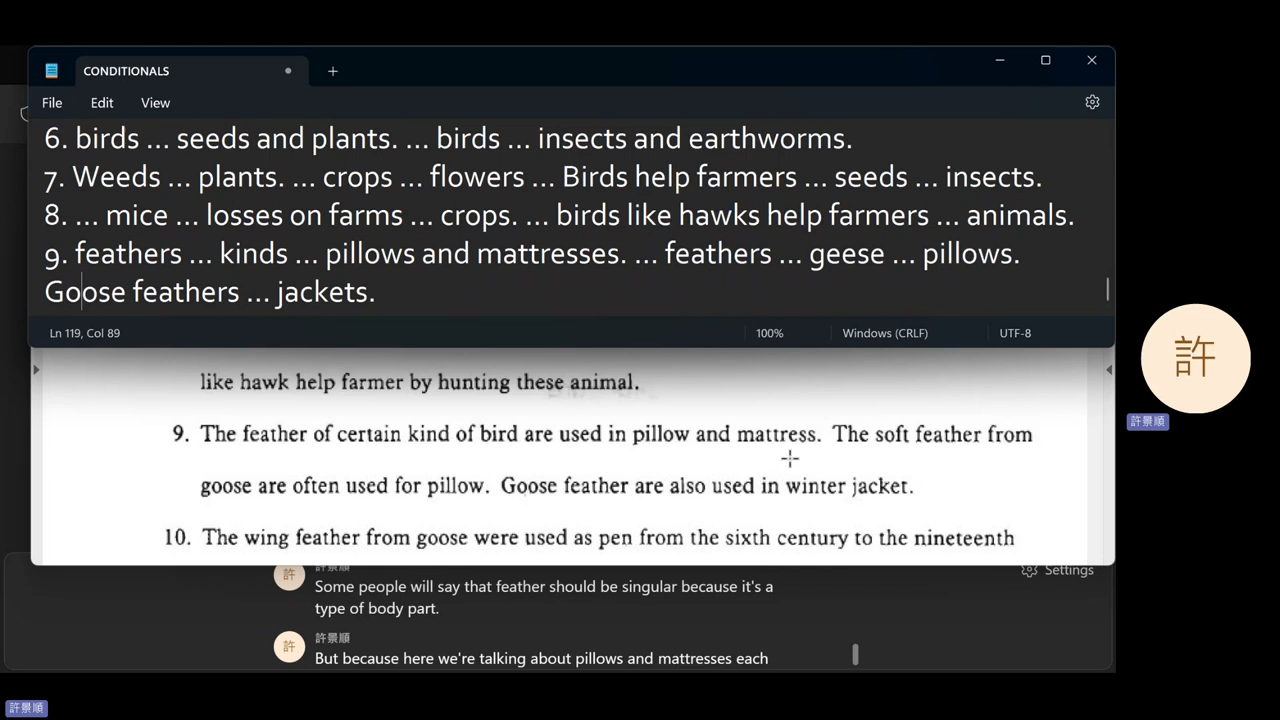 CONDITIONALS
File Edit View
6. birds ... seeds and plants. ... birds ... insects and earthworms.
7. Weeds ... plants. ... crops ... flowers ... Birds help farmers ... seeds ... insects.
8. ... mice ... losses on farms ... crops. ... birds like hawks help farmers ... animals.
9. feathers ... kinds ... pillows and mattresses. ... feathers ... geese ... pillows.
Goose feathers ... jackets.
Ln 119, Col 89 100% Windows (CRLF) UTF-8
like hawk help farmer by hunting these animal.
9. The feather of certain kind of bird are used in pillow and mattress. The soft feather from
goose are often used for pillow. Goose feather are also used in winter jacket.
10. The wing feather from goose were used as pen from the sixth century to the nineteenth
許景順
Settings
許
Some people will say that feather should be singular because it's a
type of body part.
許景順
許
But because here we're talking about pillows and mattresses each
許
許景順
許景順